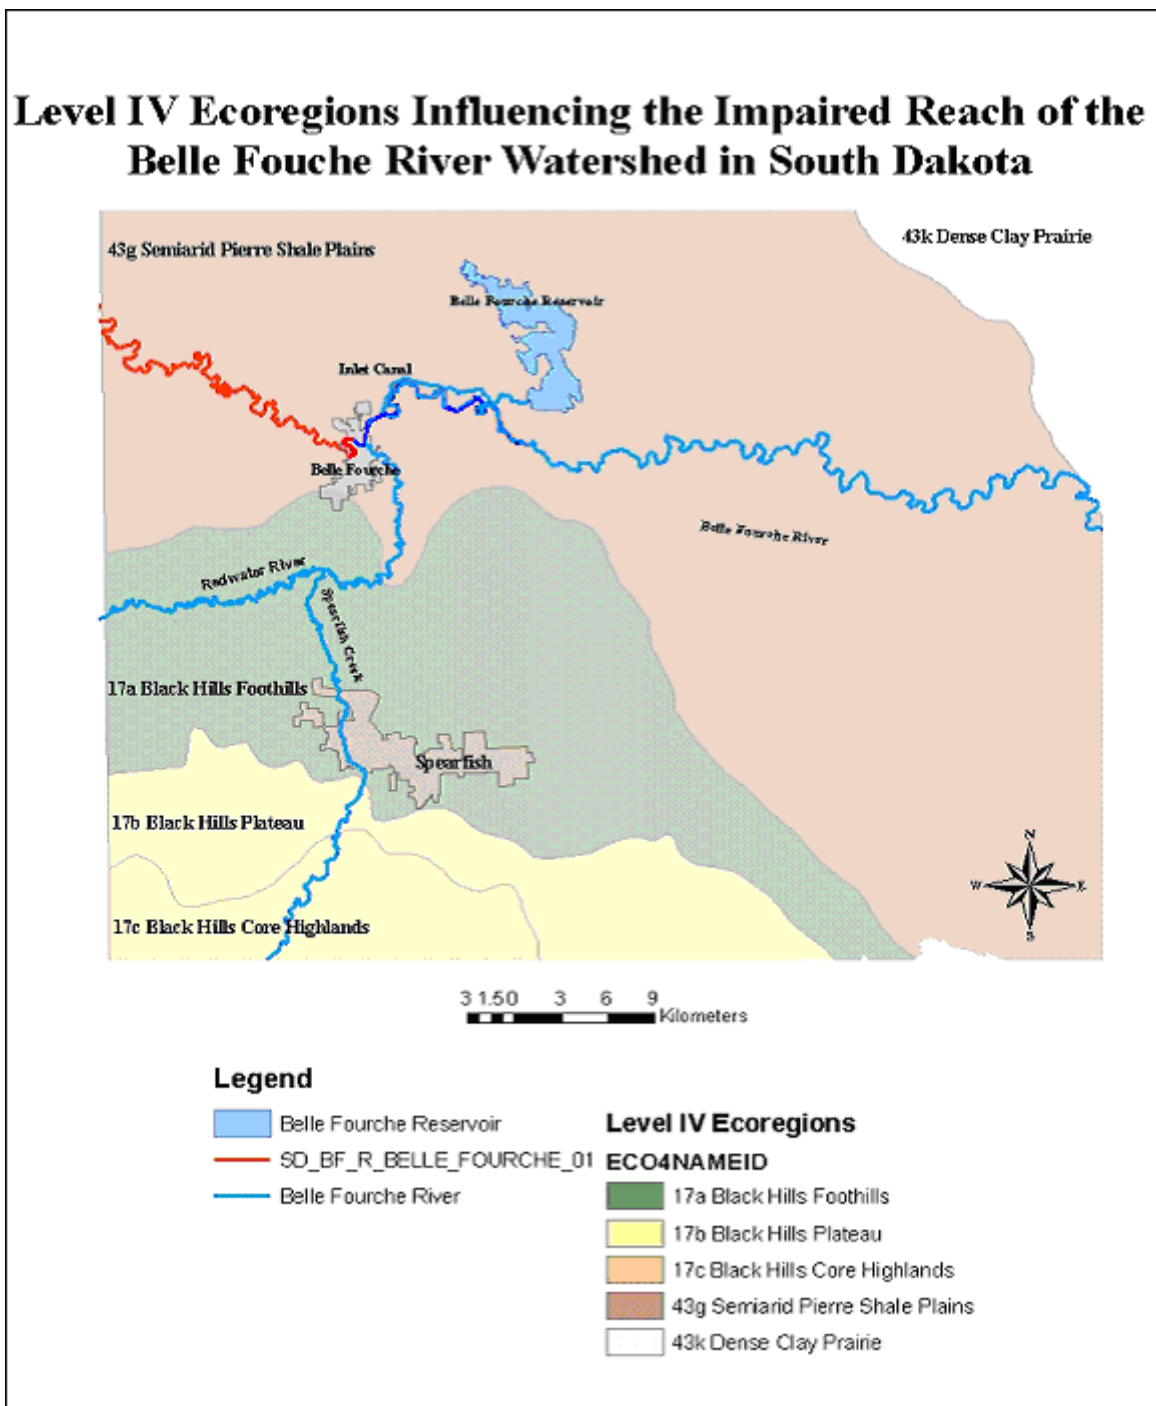 Level IV Ecoregions Influencing the Impaired Reach of the
Belle Fouche River Watershed in South Dakota
43g Semiarid Pierre Shale Plains
43k Dense Clay Prairie
Belle Fourche Reservoir
Inlet Canal
Belle Fourche
Belle Fourche River
Redwater River
Spearfish Creek
17a Black Hills Foothills
Spearfish
17b Black Hills Plateau
17c Black Hills Core Highlands
N
W E
S
3 1.50 3 6 9
Kilometers
Legend
Belle Fourche Reservoir
SD_BF_R_BELLE_FOURCHE_01
Belle Fourche River
Level IV Ecoregions
ECO4NAMEID
17a Black Hills Foothills
17b Black Hills Plateau
17c Black Hills Core Highlands
43g Semiarid Pierre Shale Plains
43k Dense Clay Prairie